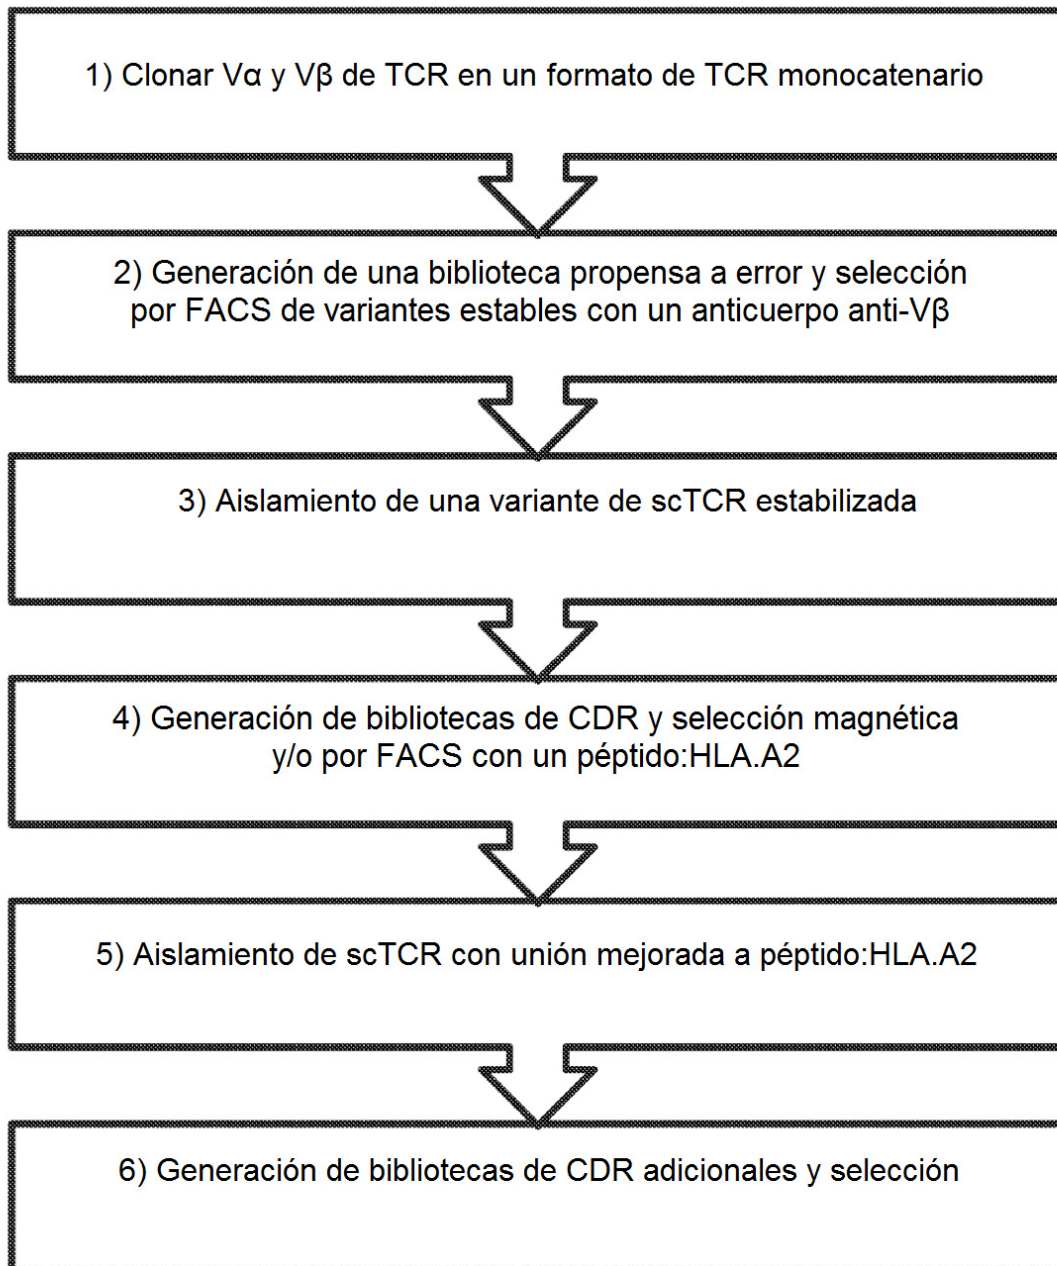 1) Clonar Vα y Vβ de TCR en un formato de TCR monocatenario
2) Generación de una biblioteca propensa a error y selección
por FACS de variantes estables con un anticuerpo anti-Vβ
3) Aislamiento de una variante de scTCR estabilizada
4) Generación de bibliotecas de CDR y selección magnética
y/o por FACS con un péptido:HLA.A2
5) Aislamiento de scTCR con unión mejorada a péptido:HLA.A2
6) Generación de bibliotecas de CDR adicionales y selección